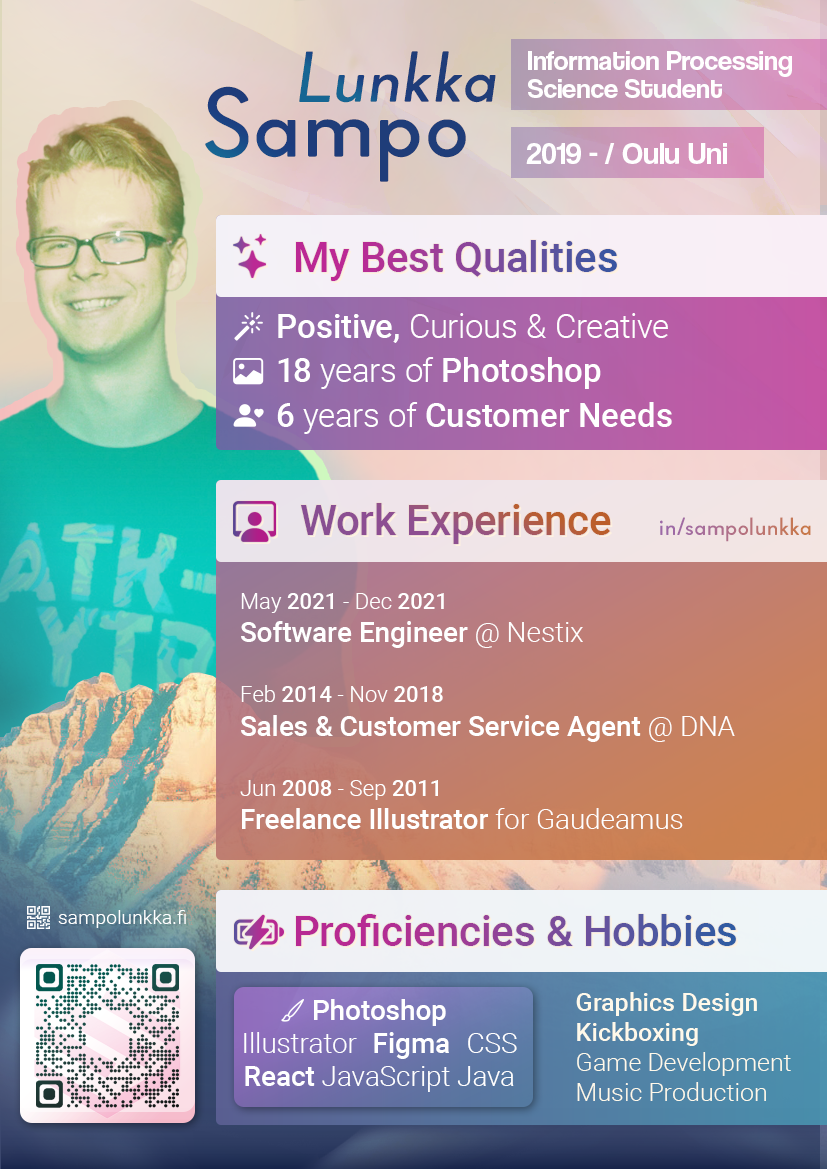 Lunkka
Sampo
Information Processing
Science Student
2019 - / Oulu Uni
My Best Qualities
Positive, Curious & Creative
18 years of Photoshop
6 years of Customer Needs
ATK-
YTP
Work Experience
in/sampolunkka
May 2021 - Dec 2021
Software Engineer @ Nestix
Feb 2014 - Nov 2018
Sales & Customer Service Agent @ DNA
Jun 2008 - Sep 2011
Freelance Illustrator for Gaudeamus
sampolunkka.fi
Proficiencies & Hobbies
Photoshop
Illustrator Figma CSS
React JavaScript Java
Graphics Design
Kickboxing
Game Development
Music Production